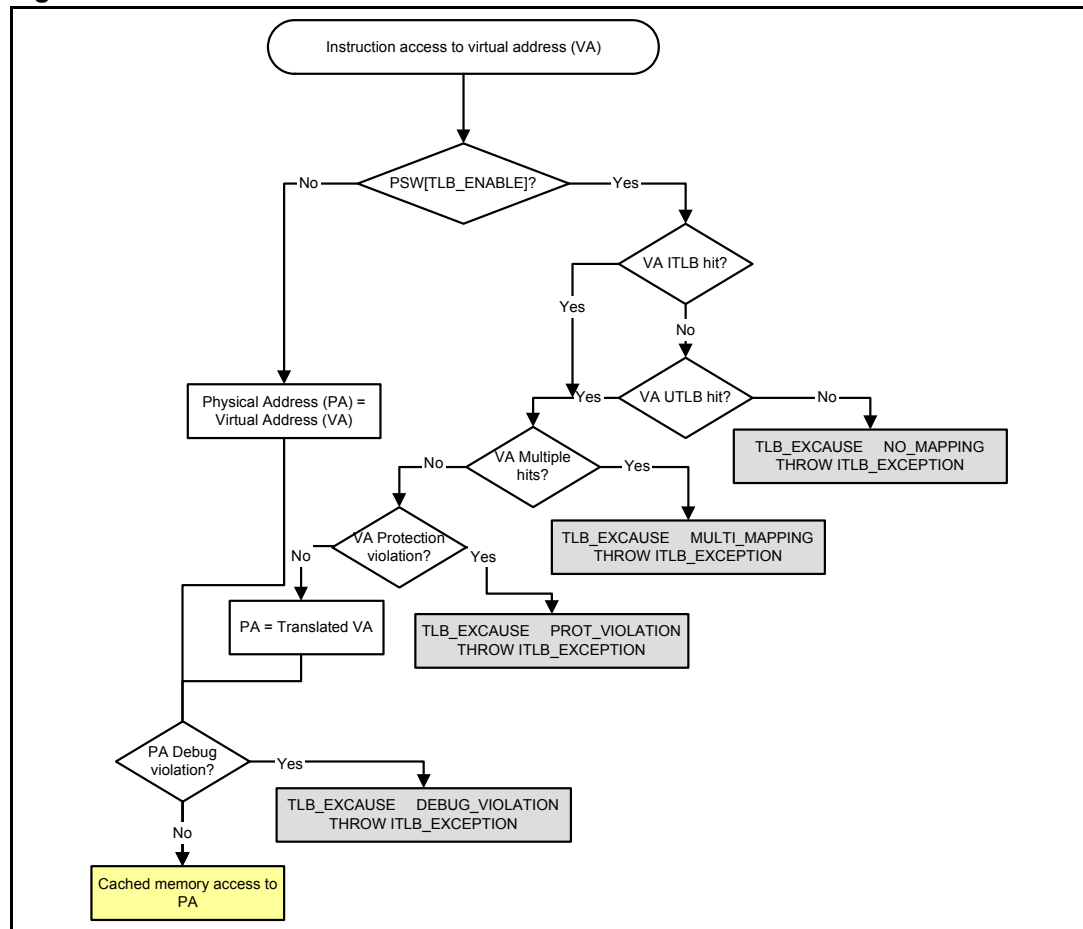 Instruction access to virtual address (VA)
PSW[TLB_ENABLE]?
No
Yes
VA ITLB hit?
Yes
No
VA UTLB hit?
Yes
No
Physical Address (PA) =
Virtual Address (VA)
TLB_EXCAUSE NO_MAPPING
THROW ITLB_EXCEPTION
VA Multiple
hits?
No
Yes
TLB_EXCAUSE MULTI_MAPPING
THROW ITLB_EXCEPTION
VA Protection
violation?
No
Yes
PA = Translated VA
TLB_EXCAUSE PROT_VIOLATION
THROW ITLB_EXCEPTION
PA Debug
violation?
Yes
TLB_EXCAUSE DEBUG_VIOLATION
THROW ITLB_EXCEPTION
No
Cached memory access to
PA